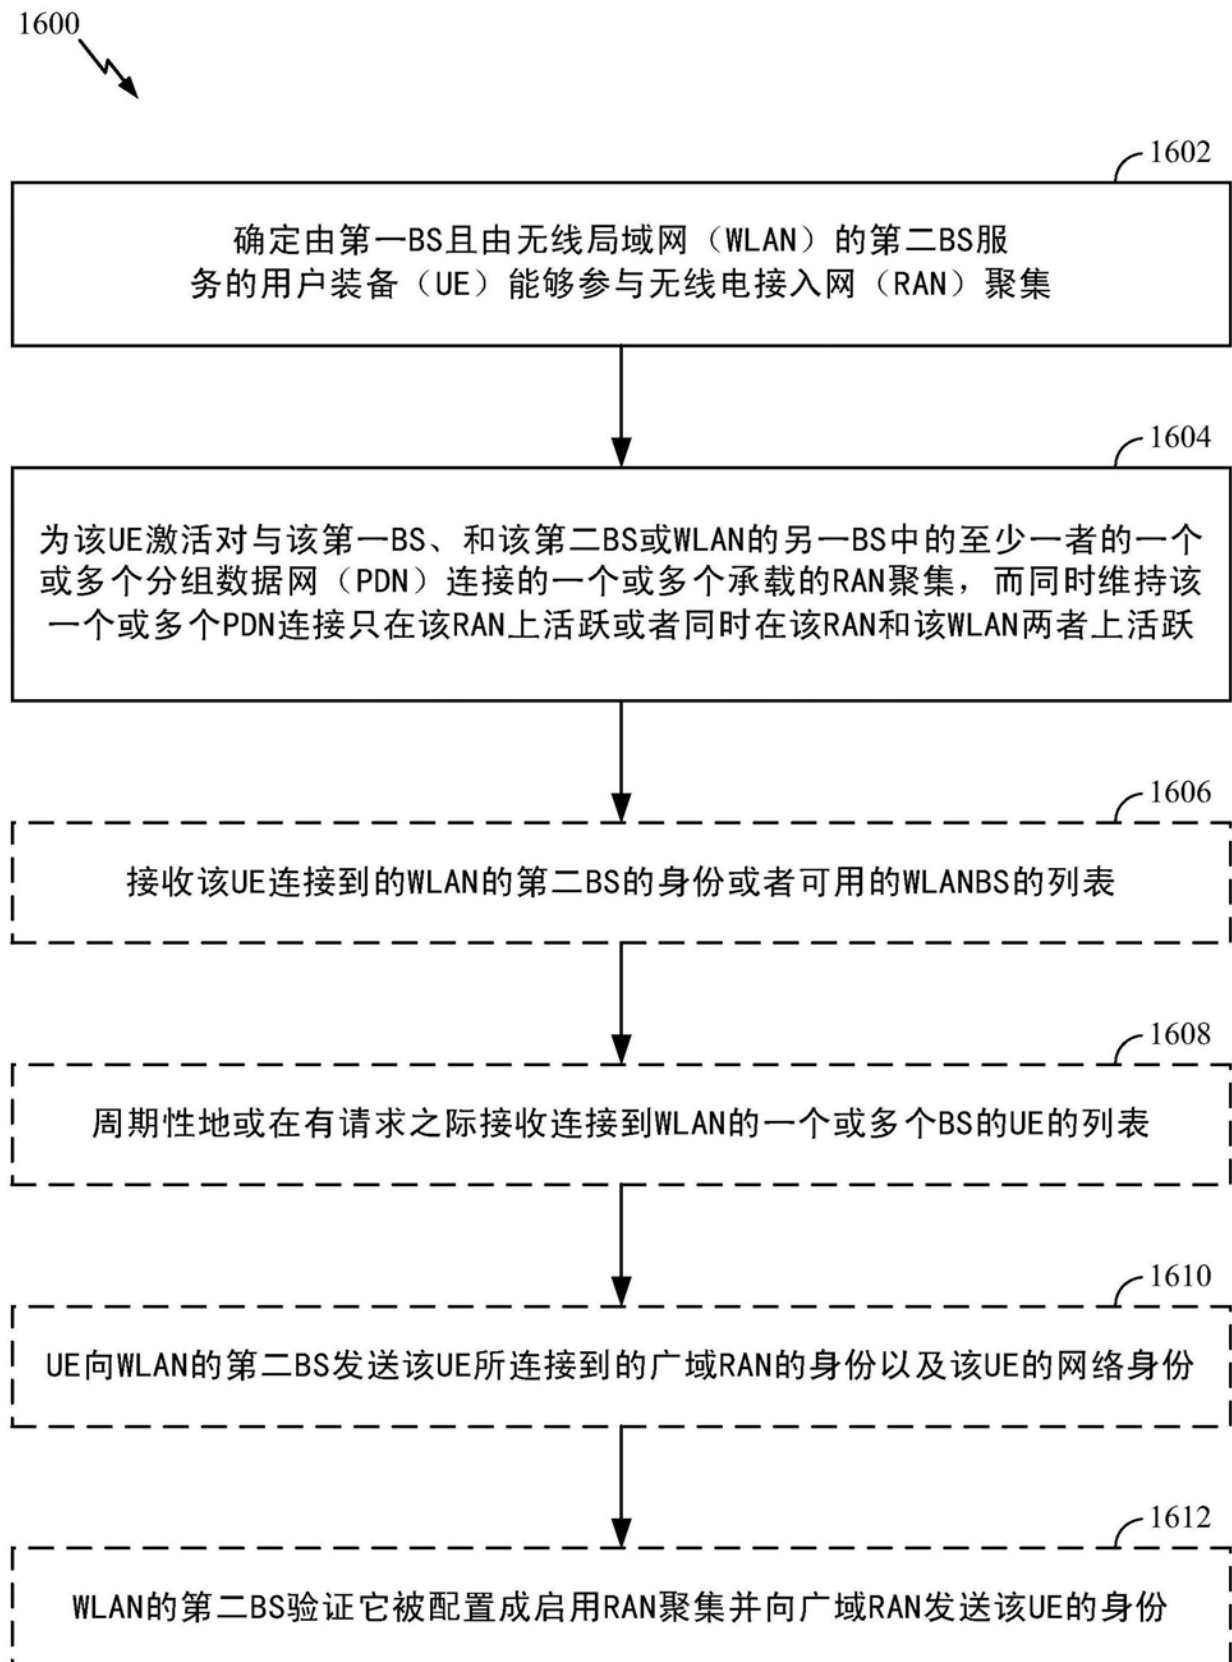 1600
1602
确定由第一BS且由无线局域网（WLAN）的第二BS服
务的用户装备（UE）能够参与无线电接入网（RAN）聚集
1604
为该UE激活对与该第一BS、和该第二BS或WLAN的另一BS中的至少一者的一个
或多个分组数据网（PDN）连接的一个或多个承载的RAN聚集，而同时维持该
一个或多个PDN连接只在该RAN上活跃或者同时在该RAN和该WLAN两者上活跃
1606
接收该UE连接到的WLAN的第二BS的身份或者可用的WLANBS的列表
1608
周期性地或在有请求之际接收连接到WLAN的一个或多个BS的UE的列表
1610
UE向WLAN的第二BS发送该UE所连接到的广域RAN的身份以及该UE的网络身份
1612
WLAN的第二BS验证它被配置成启用RAN聚集并向广域RAN发送该UE的身份